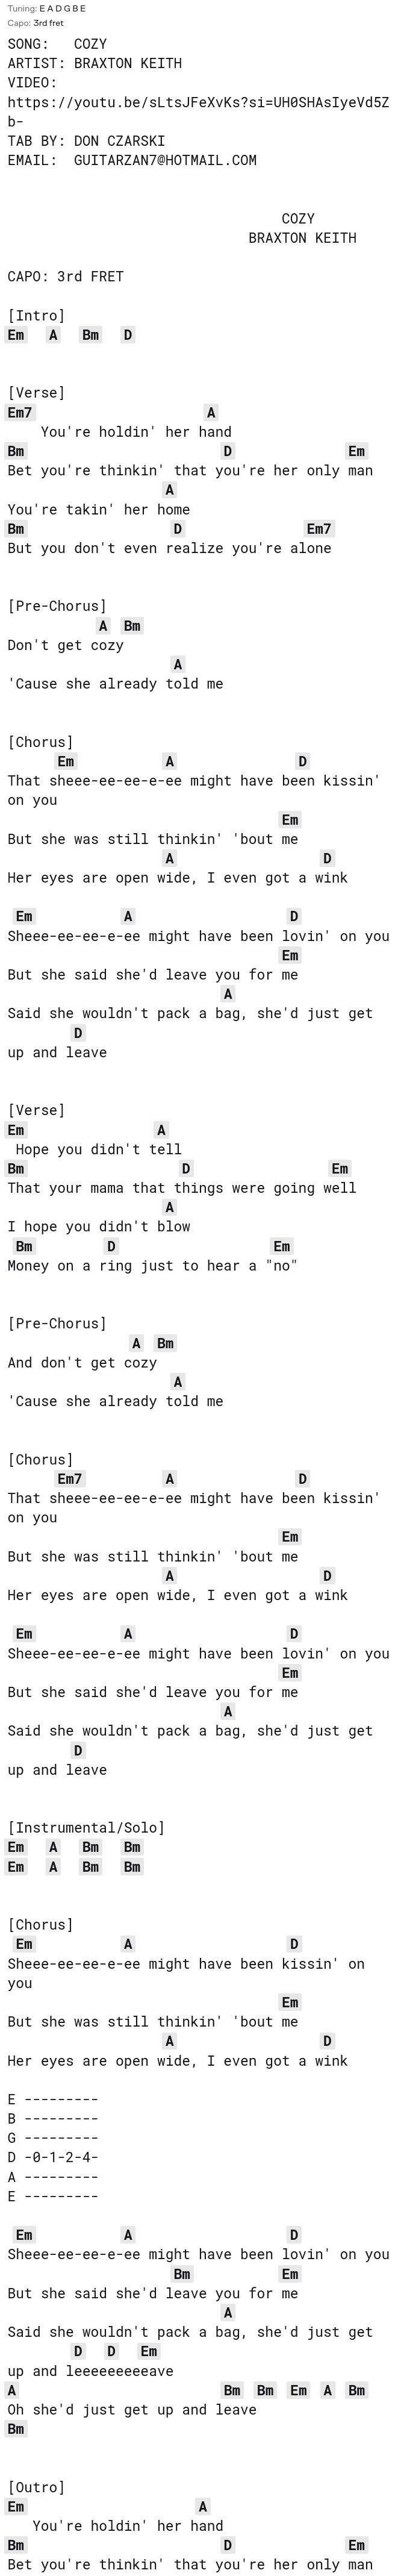 Tuning: E A D G B E
Capo: 3rd fret
SONG:   COZY
ARTIST: BRAXTON KEITH
VIDEO:
https://youtu.be/sLtsJFeXvKs?si=UH0SHAsIyeVd5Z
b-
TAB BY: DON CZARSKI
EMAIL:  GUITARZAN7@HOTMAIL.COM

COZY
BRAXTON KEITH

CAPO: 3rd FRET

[Intro]
Em  A  Bm  D

[Verse]
Em7                     A
    You're holdin' her hand
Bm                        D              Em
Bet you're thinkin' that you're her only man
                   A
You're takin' her home
Bm                  D               Em7
But you don't even realize you're alone

[Pre-Chorus]
           A  Bm
Don't get cozy
                    A
'Cause she already told me

[Chorus]
      Em           A               D
That sheee-ee-ee-e-ee might have been kissin'
on you
                                 Em
But she was still thinkin' 'bout me
                   A                  D
Her eyes are open wide, I even got a wink

 Em           A                   D
Sheee-ee-ee-e-ee might have been lovin' on you
                                 Em
But she said she'd leave you for me
                          A
Said she wouldn't pack a bag, she'd just get
        D
up and leave

[Verse]
Em                A
 Hope you didn't tell
Bm                   D                 Em
That your mama that things were going well
                   A
I hope you didn't blow
 Bm         D                   Em
Money on a ring just to hear a "no"

[Pre-Chorus]
               A  Bm
And don't get cozy
                    A
'Cause she already told me

[Chorus]
      Em7          A               D
That sheee-ee-ee-e-ee might have been kissin'
on you
                                 Em
But she was still thinkin' 'bout me
                   A                  D
Her eyes are open wide, I even got a wink

 Em           A                   D
Sheee-ee-ee-e-ee might have been lovin' on you
                                 Em
But she said she'd leave you for me
                          A
Said she wouldn't pack a bag, she'd just get
        D
up and leave

[Instrumental/Solo]
Em  A  Bm  Bm
Em  A  Bm  Bm

[Chorus]
 Em           A                   D
Sheee-ee-ee-e-ee might have been kissin' on
you
                                 Em
But she was still thinkin' 'bout me
                   A                  D
Her eyes are open wide, I even got a wink

E ---------
B ---------
G ---------
D -0-1-2-4-
A ---------
E ---------

 Em           A                   D
Sheee-ee-ee-e-ee might have been lovin' on you
                    Bm           Em
But she said she'd leave you for me
                          A
Said she wouldn't pack a bag, she'd just get
        D   D   Em
up and leeeeeeeeeave
A                         Bm  Bm  Em  A  Bm
Oh she'd just get up and leave
Bm

[Outro]
Em                     A
   You're holdin' her hand
Bm                        D              Em
Bet you're thinkin' that you're her only man